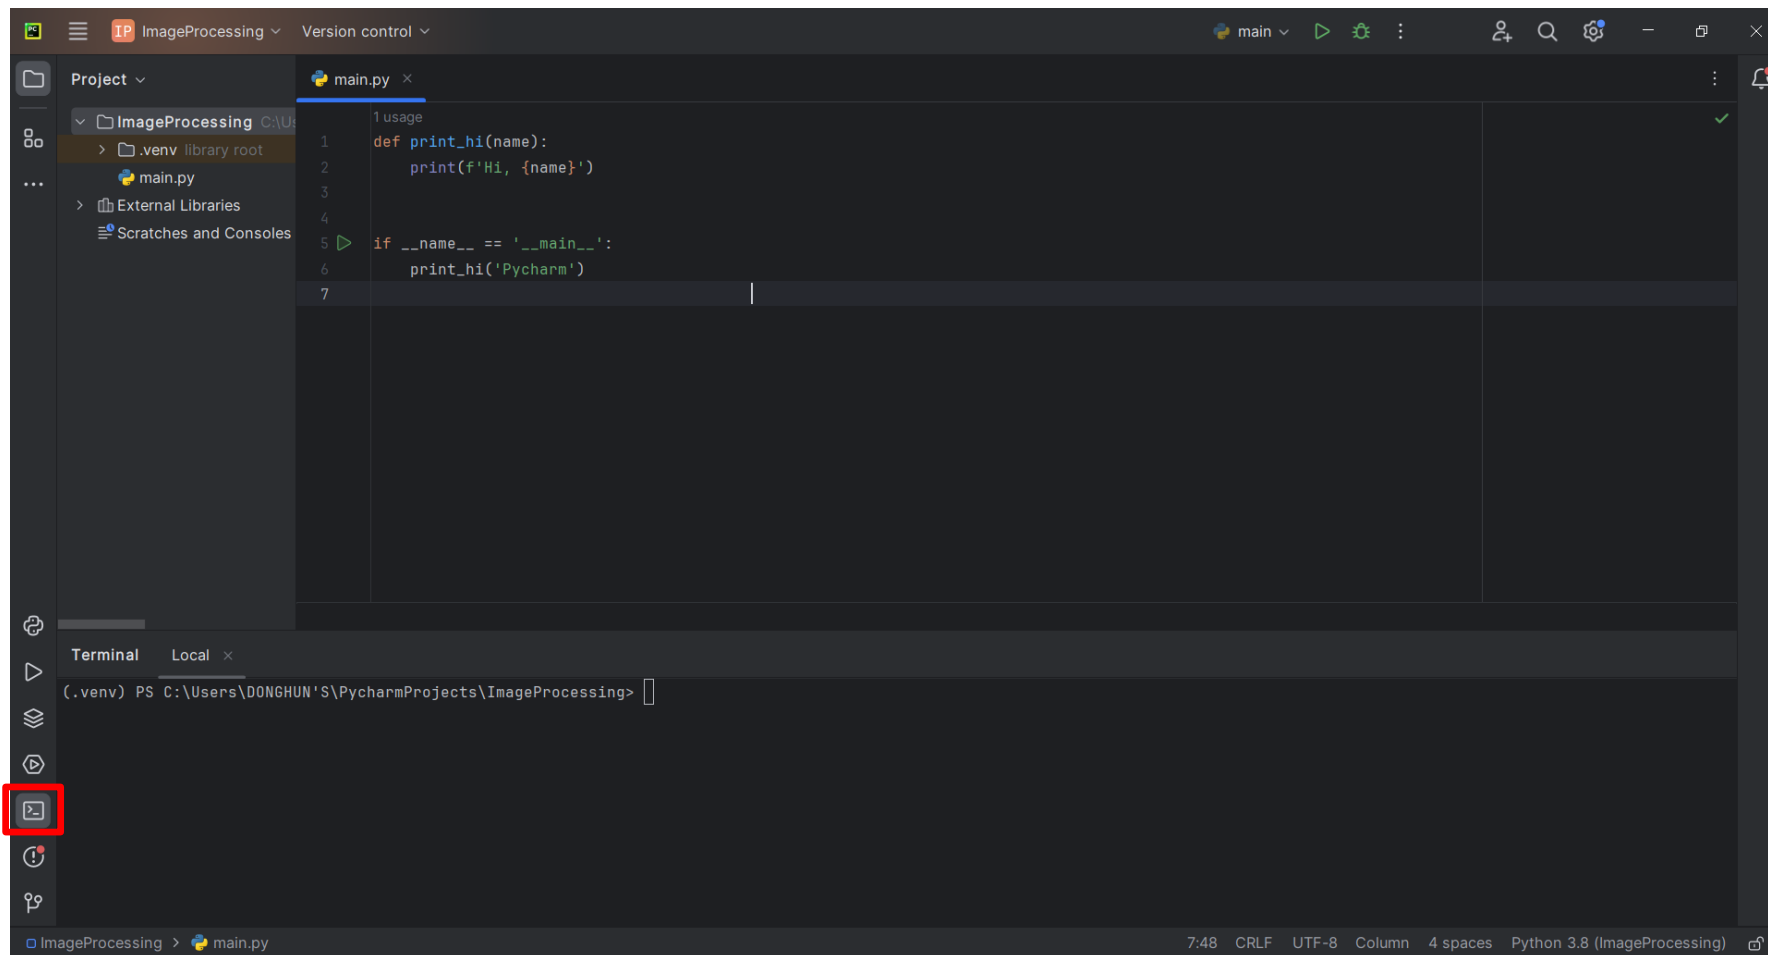 PC
IP ImageProcessing Version control main
Project
main.py
ImageProcessing C:\Us
.venv library root
main.py
External Libraries
Scratches and Consoles
1 usage
1 def print_hi(name):
2 print(f'Hi, {name}')
3
4
5 if __name__ == '__main__':
6 print_hi('Pycharm')
7
Terminal Local
(.venv) PS C:\Users\DONGHUN'S\PycharmProjects\ImageProcessing>
ImageProcessing > main.py
7:48 CRLF UTF-8 Column 4 spaces Python 3.8 (ImageProcessing)